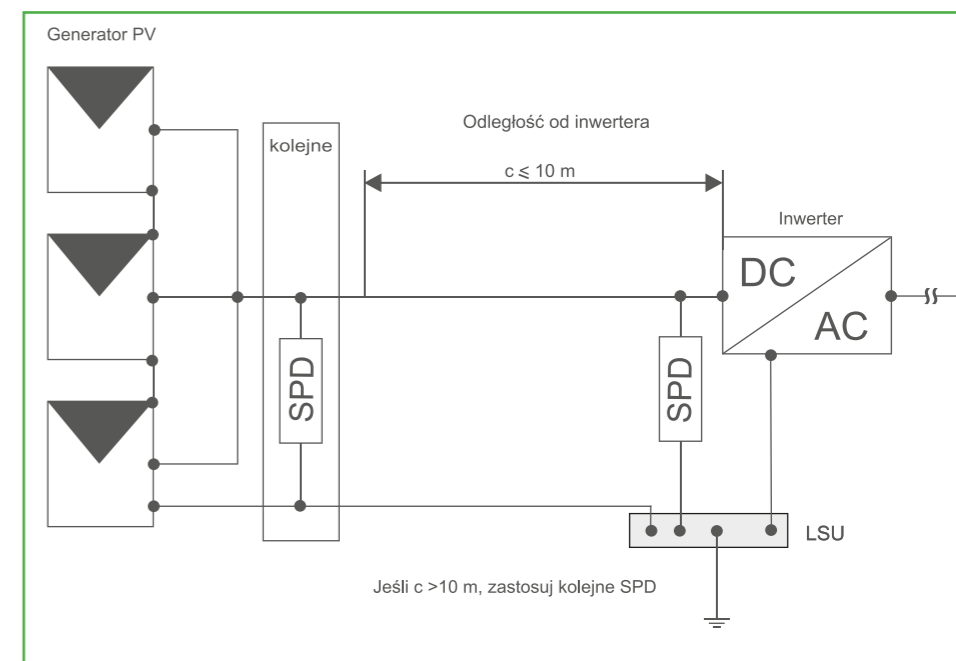 Generator PV
kolejne
Odległość od inwertera
c ⩽ 10 m
Inwerter
DC
AC
SPD
SPD
LSU
Jeśli c >10 m, zastosuj kolejne SPD